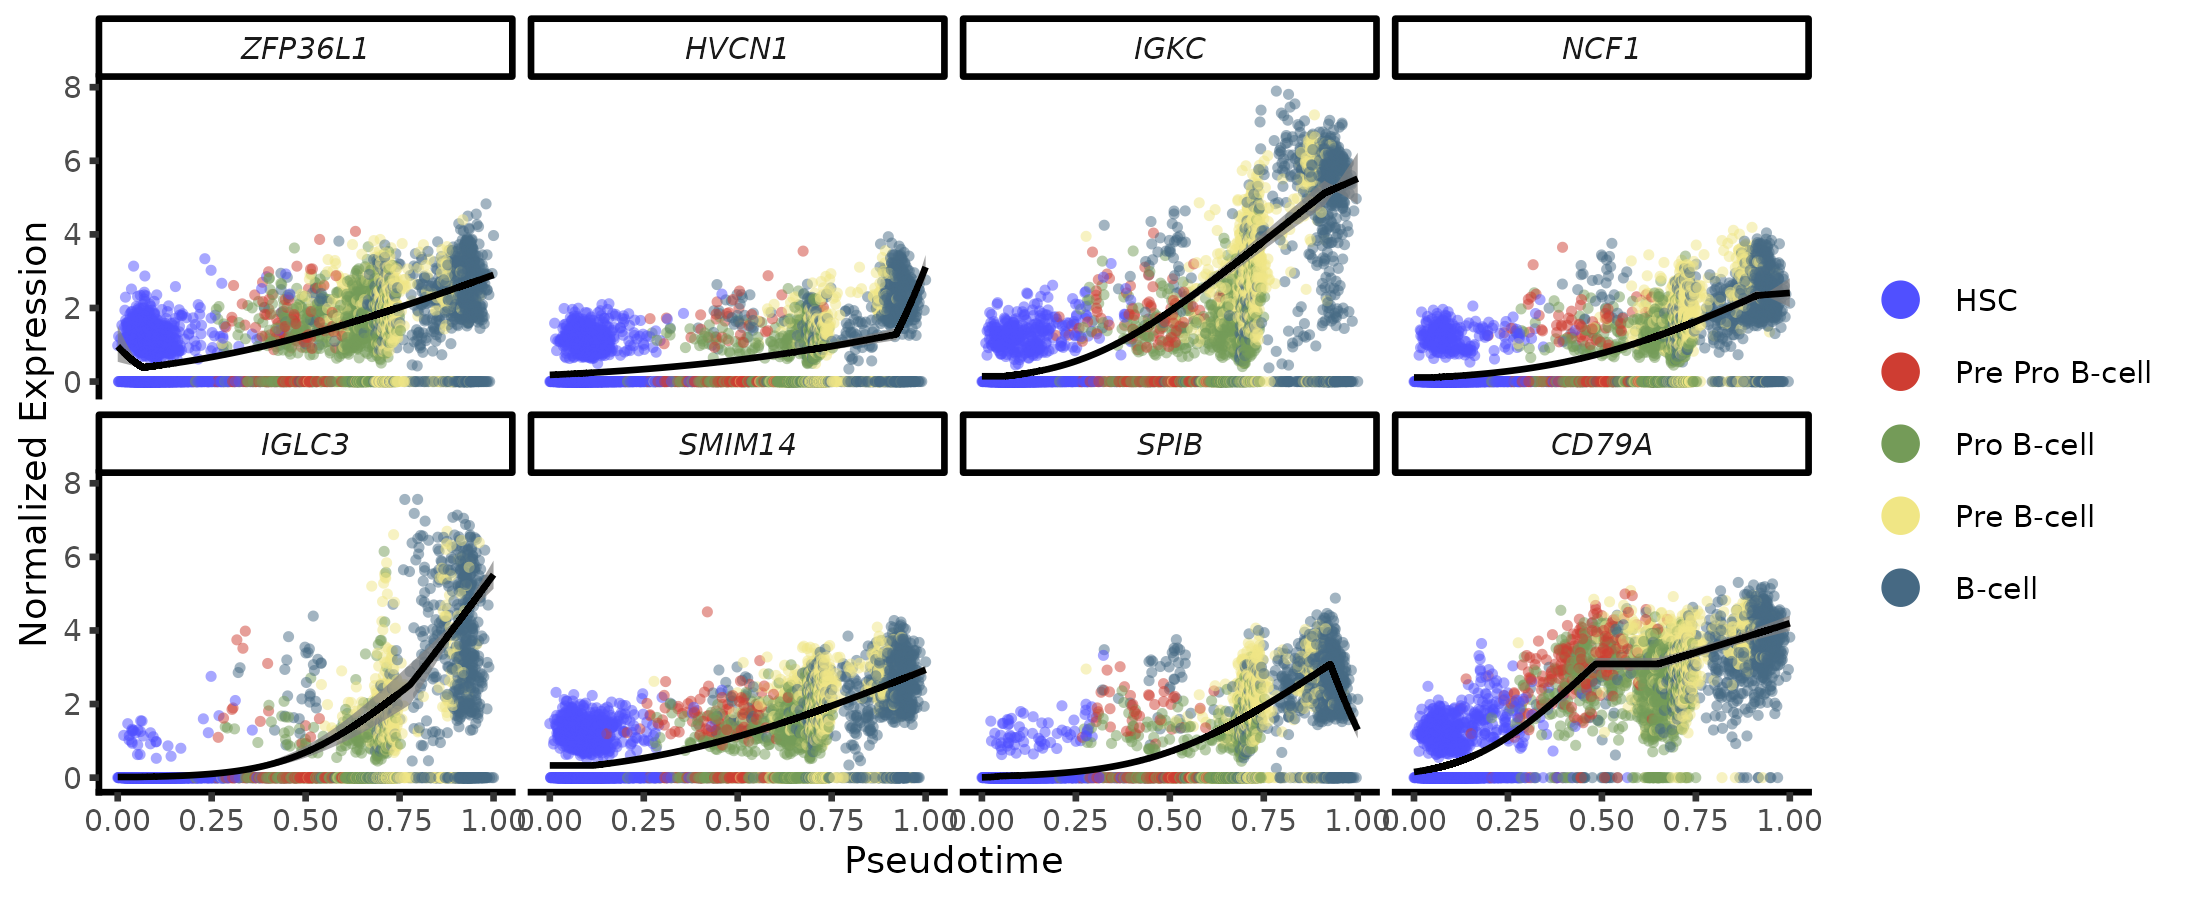 ZFP36L1 HVCN1 IGKC NCF1
8
6
4
2
0
IGLC3 SMIM14 SPIB CD79A
8
6
4
2
0
0.00 0.25 0.50 0.75 1.00 0.00 0.25 0.50 0.75 1.00 0.00 0.25 0.50 0.75 1.00 0.00 0.25 0.50 0.75 1.00
Pseudotime
Normalized Expression
HSC
Pre Pro B-cell
Pro B-cell
Pre B-cell
B-cell